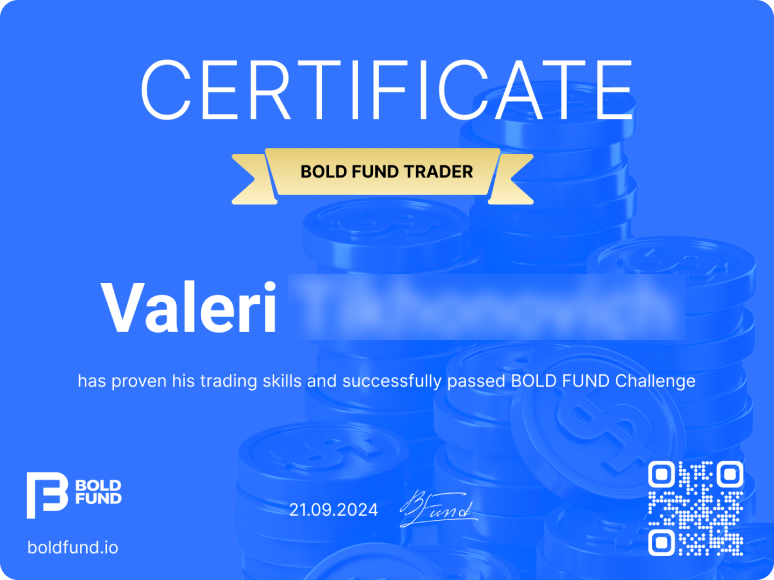 CERTIFICATE
BOLD FUND TRADER
Valeri
has proven his trading skills and successfully passed BOLD FUND Challenge
BOLD
FUND
21.09.2024
BFund
boldfund.io